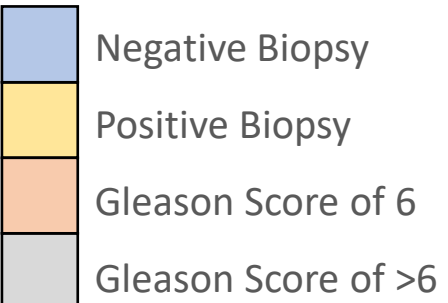 Negative Biopsy
Positive Biopsy
Gleason Score of 6
Gleason Score of >6